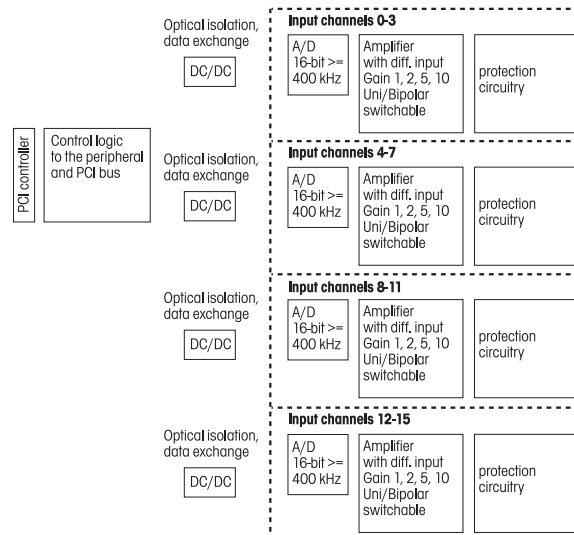 PCI controller
Control logic
to the peripheral
and PCI bus
Optical isolation,
data exchange
DC/DC
Input channels 0-3
A/D
16-bit >=
400 kHz
Amplifier
with diff. input
Gain 1, 2, 5, 10
Uni/Bipolar
switchable
protection
circuitry
Optical isolation,
data exchange
DC/DC
Input channels 4-7
A/D
16-bit >=
400 kHz
Amplifier
with diff. input
Gain 1, 2, 5, 10
Uni/Bipolar
switchable
protection
circuitry
Optical isolation,
data exchange
DC/DC
Input channels 8-11
A/D
16-bit >=
400 kHz
Amplifier
with diff. input
Gain 1, 2, 5, 10
Uni/Bipolar
switchable
protection
circuitry
Optical isolation,
data exchange
DC/DC
Input channels 12-15
A/D
16-bit >=
400 kHz
Amplifier
with diff. input
Gain 1, 2, 5, 10
Uni/Bipolar
switchable
protection
circuitry